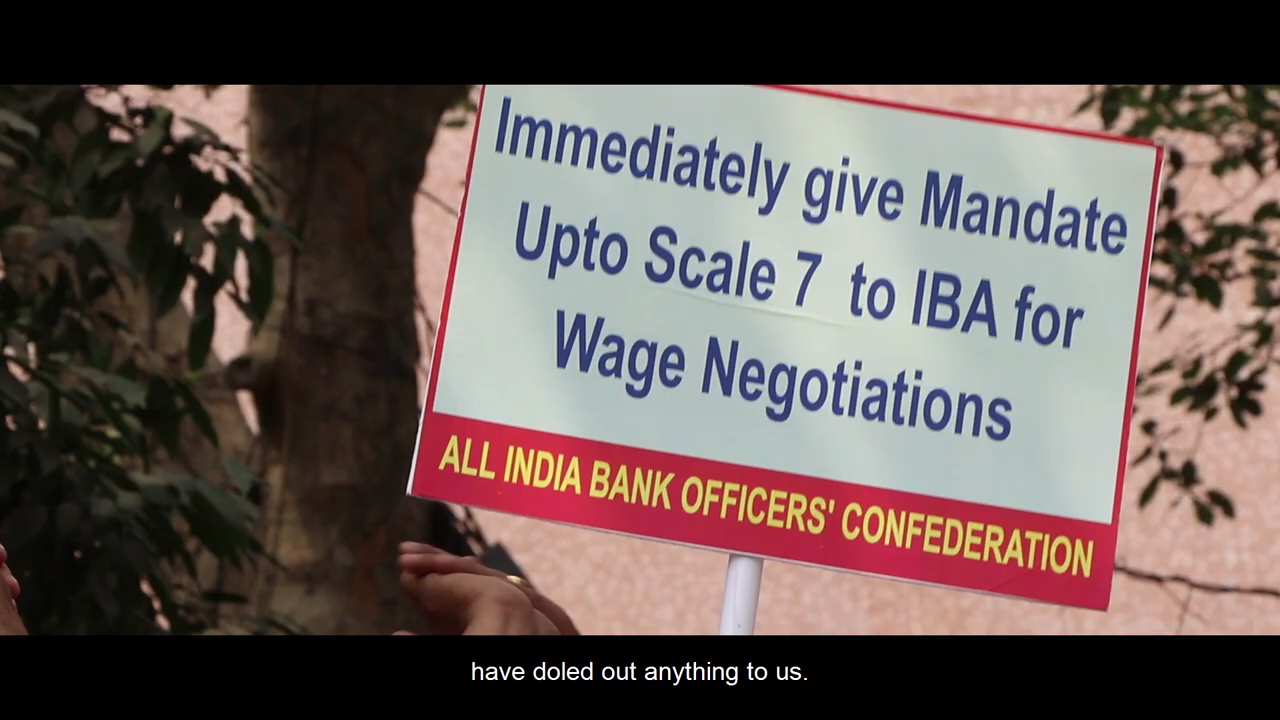 Immediately give Mandate
Upto Scale 7 to IBA for
Wage Negotiations
ALL INDIA BANK OFFICERS' CONFEDERATION
have doled out anything to us.